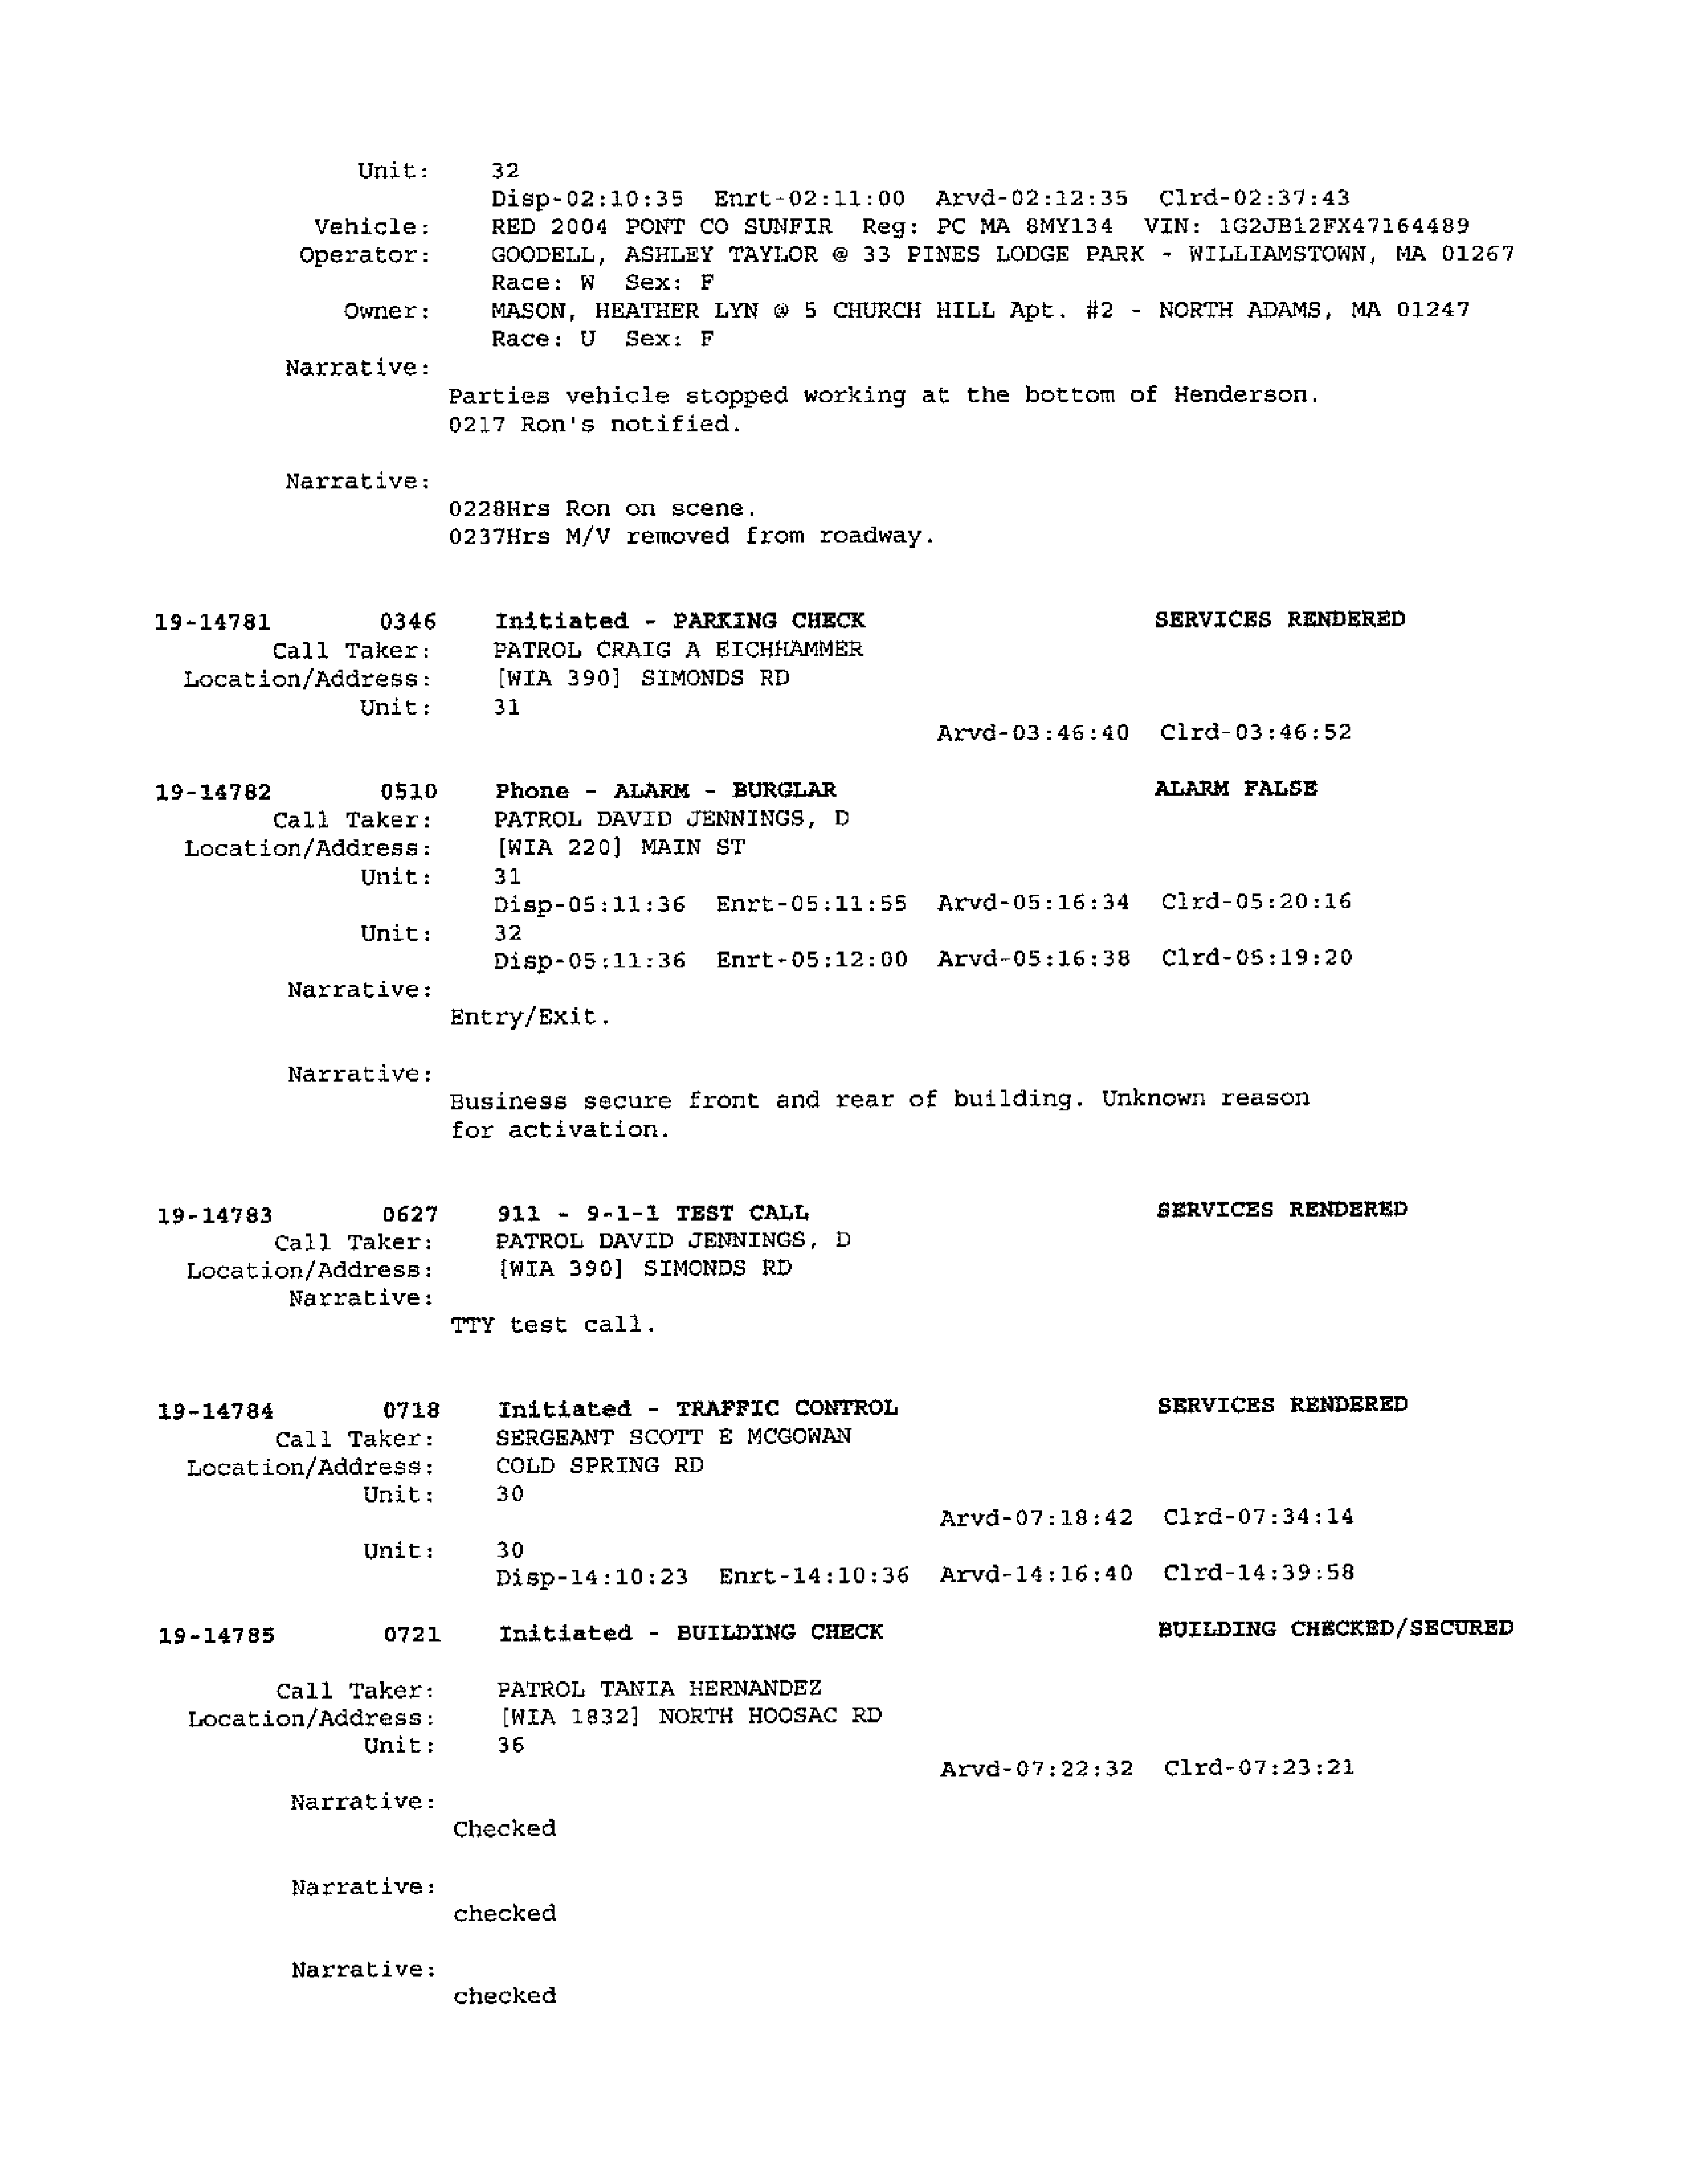 Unit: 32
Disp-02:10:35 Enrt-02:11:00 Arvd-02:12:35 Clrd-02:37:43
Vehicle: RED 2004 PONT CO SUNFIR Reg: PC MA 8MY134 VIN: 1G2JB12FX47164489
Operator: GOODELL, ASHLEY TAYLOR @ 33 PINES LODGE PARK - WILLIAMSTOWN, MA 01267
Race: W Sex: F
Owner: MASON, HEATHER LYN @ 5 CHURCH HILL Apt. #2 - NORTH ADAMS, MA 01247
Race: U Sex: F
Narrative:
Parties vehicle stopped working at the bottom of Henderson.
0217 Ron's notified.
Narrative:
0228Hrs Ron on scene.
0237Hrs M/V removed from roadway.
19-14781 0346 Initiated - PARKING CHECK SERVICES RENDERED
Call Taker: PATROL CRAIG A EICHHAMMER
Location/Address: [WIA 390] SIMONDS RD
Unit: 31
Arvd-03:46:40 Clrd-03:46:52
19-14782 0510 Phone - ALARM - BURGLAR ALARM FALSE
Call Taker: PATROL DAVID JENNINGS, D
Location/Address: [WIA 220] MAIN ST
Unit: 31
Disp-05:11:36 Enrt-05:11:55 Arvd-05:16:34 Clrd-05:20:16
Unit: 32
Disp-05:11:36 Enrt-05:12:00 Arvd-05:16:38 Clrd-05:19:20
Narrative:
Entry/Exit.
Narrative:
Business secure front and rear of building. Unknown reason
for activation.
19-14783 0627 911 - 9-1-1 TEST CALL SERVICES RENDERED
Call Taker: PATROL DAVID JENNINGS, D
Location/Address: [WIA 390] SIMONDS RD
Narrative:
TTY test call.
19-14784 0718 Initiated - TRAFFIC CONTROL SERVICES RENDERED
Call Taker: SERGEANT SCOTT E MCGOWAN
Location/Address: COLD SPRING RD
Unit: 30
Arvd-07:18:42 Clrd-07:34:14
Unit: 30
Disp-14:10:23 Enrt-14:10:36 Arvd-14:16:40 Clrd-14:39:58
19-14785 0721 Initiated - BUILDING CHECK BUILDING CHECKED/SECURED
Call Taker: PATROL TANIA HERNANDEZ
Location/Address: [WIA 1832] NORTH HOOSAC RD
Unit: 36
Arvd-07:22:32 Clrd-07:23:21
Narrative:
Checked
Narrative:
checked
Narrative:
checked